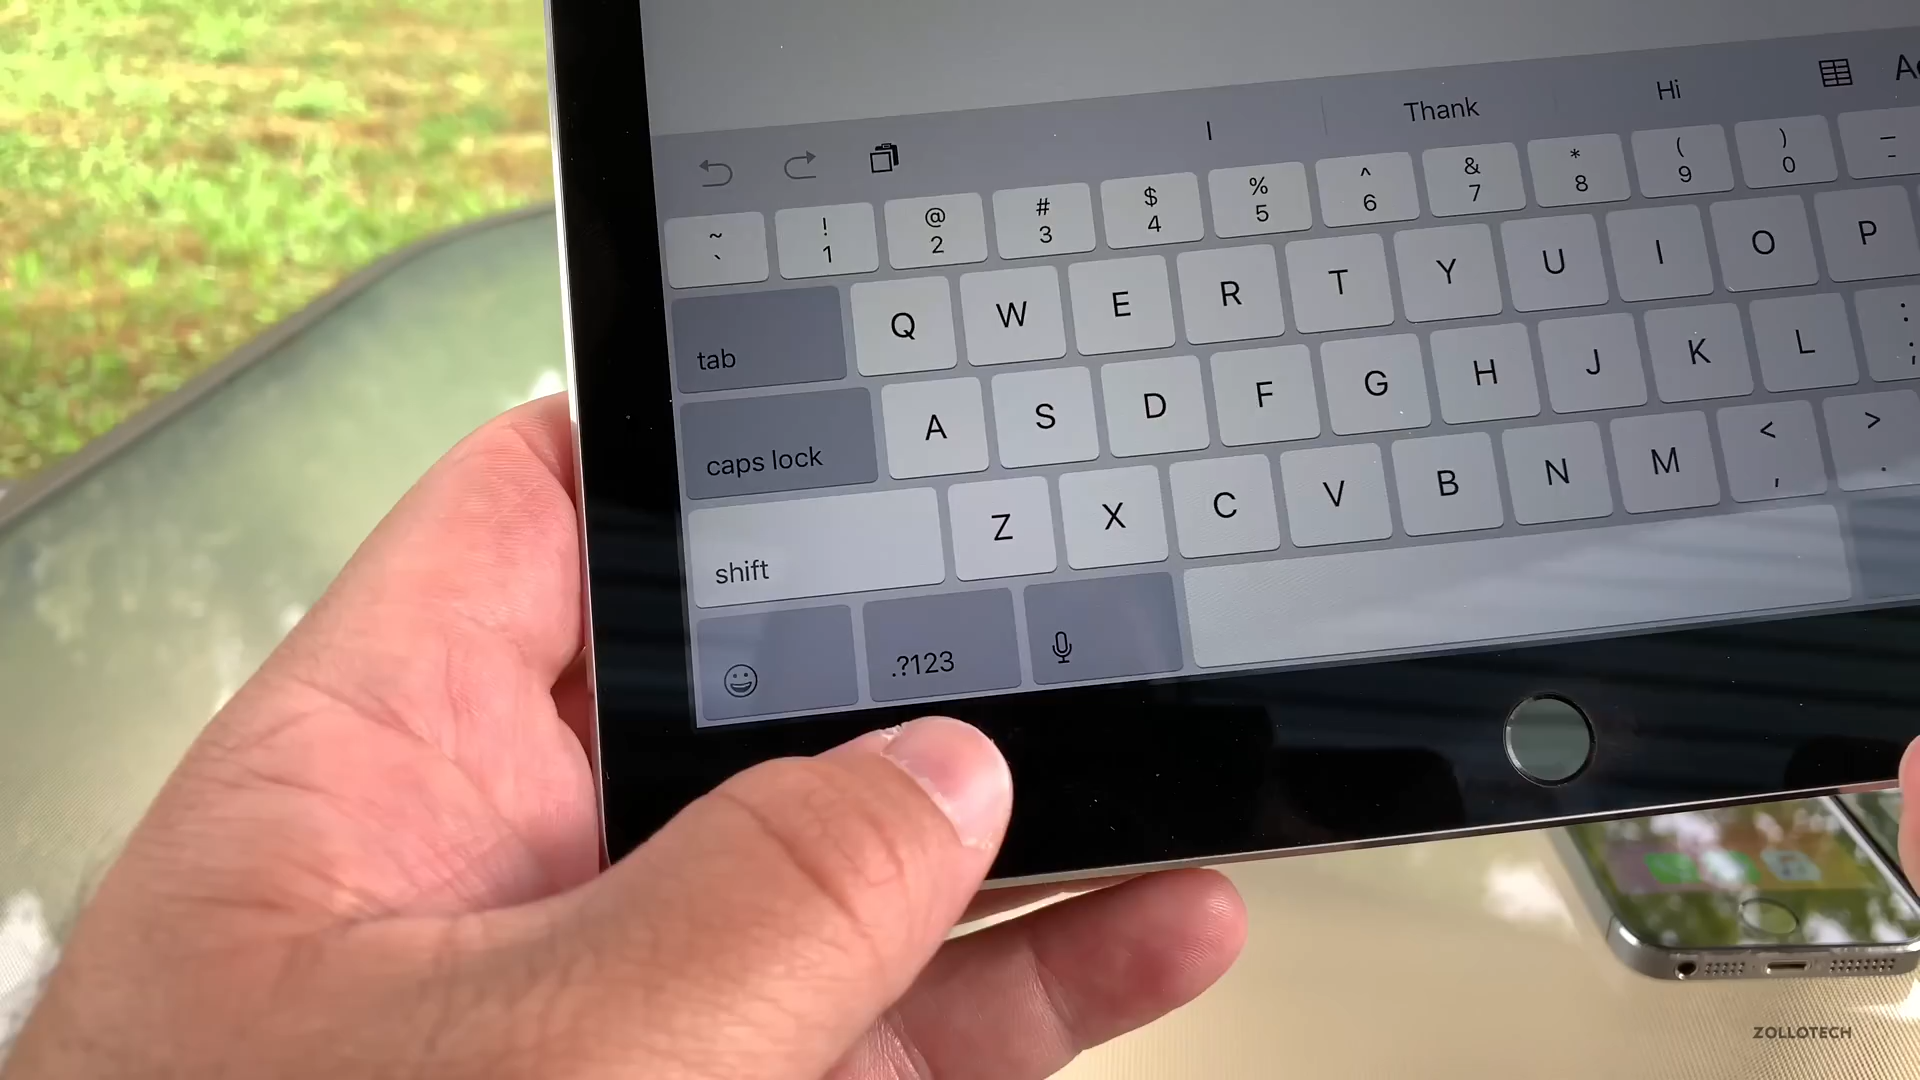 I Thank Hi
~ ! @ # $ % ^ & * ( ) _
` 1 2 3 4 5 6 7 8 9 0 -
tab Q W E R T Y U I O P
caps lock A S D F G H J K L : ;
shift Z X C V B N M < , > .
.?123
ZOLLOTECH